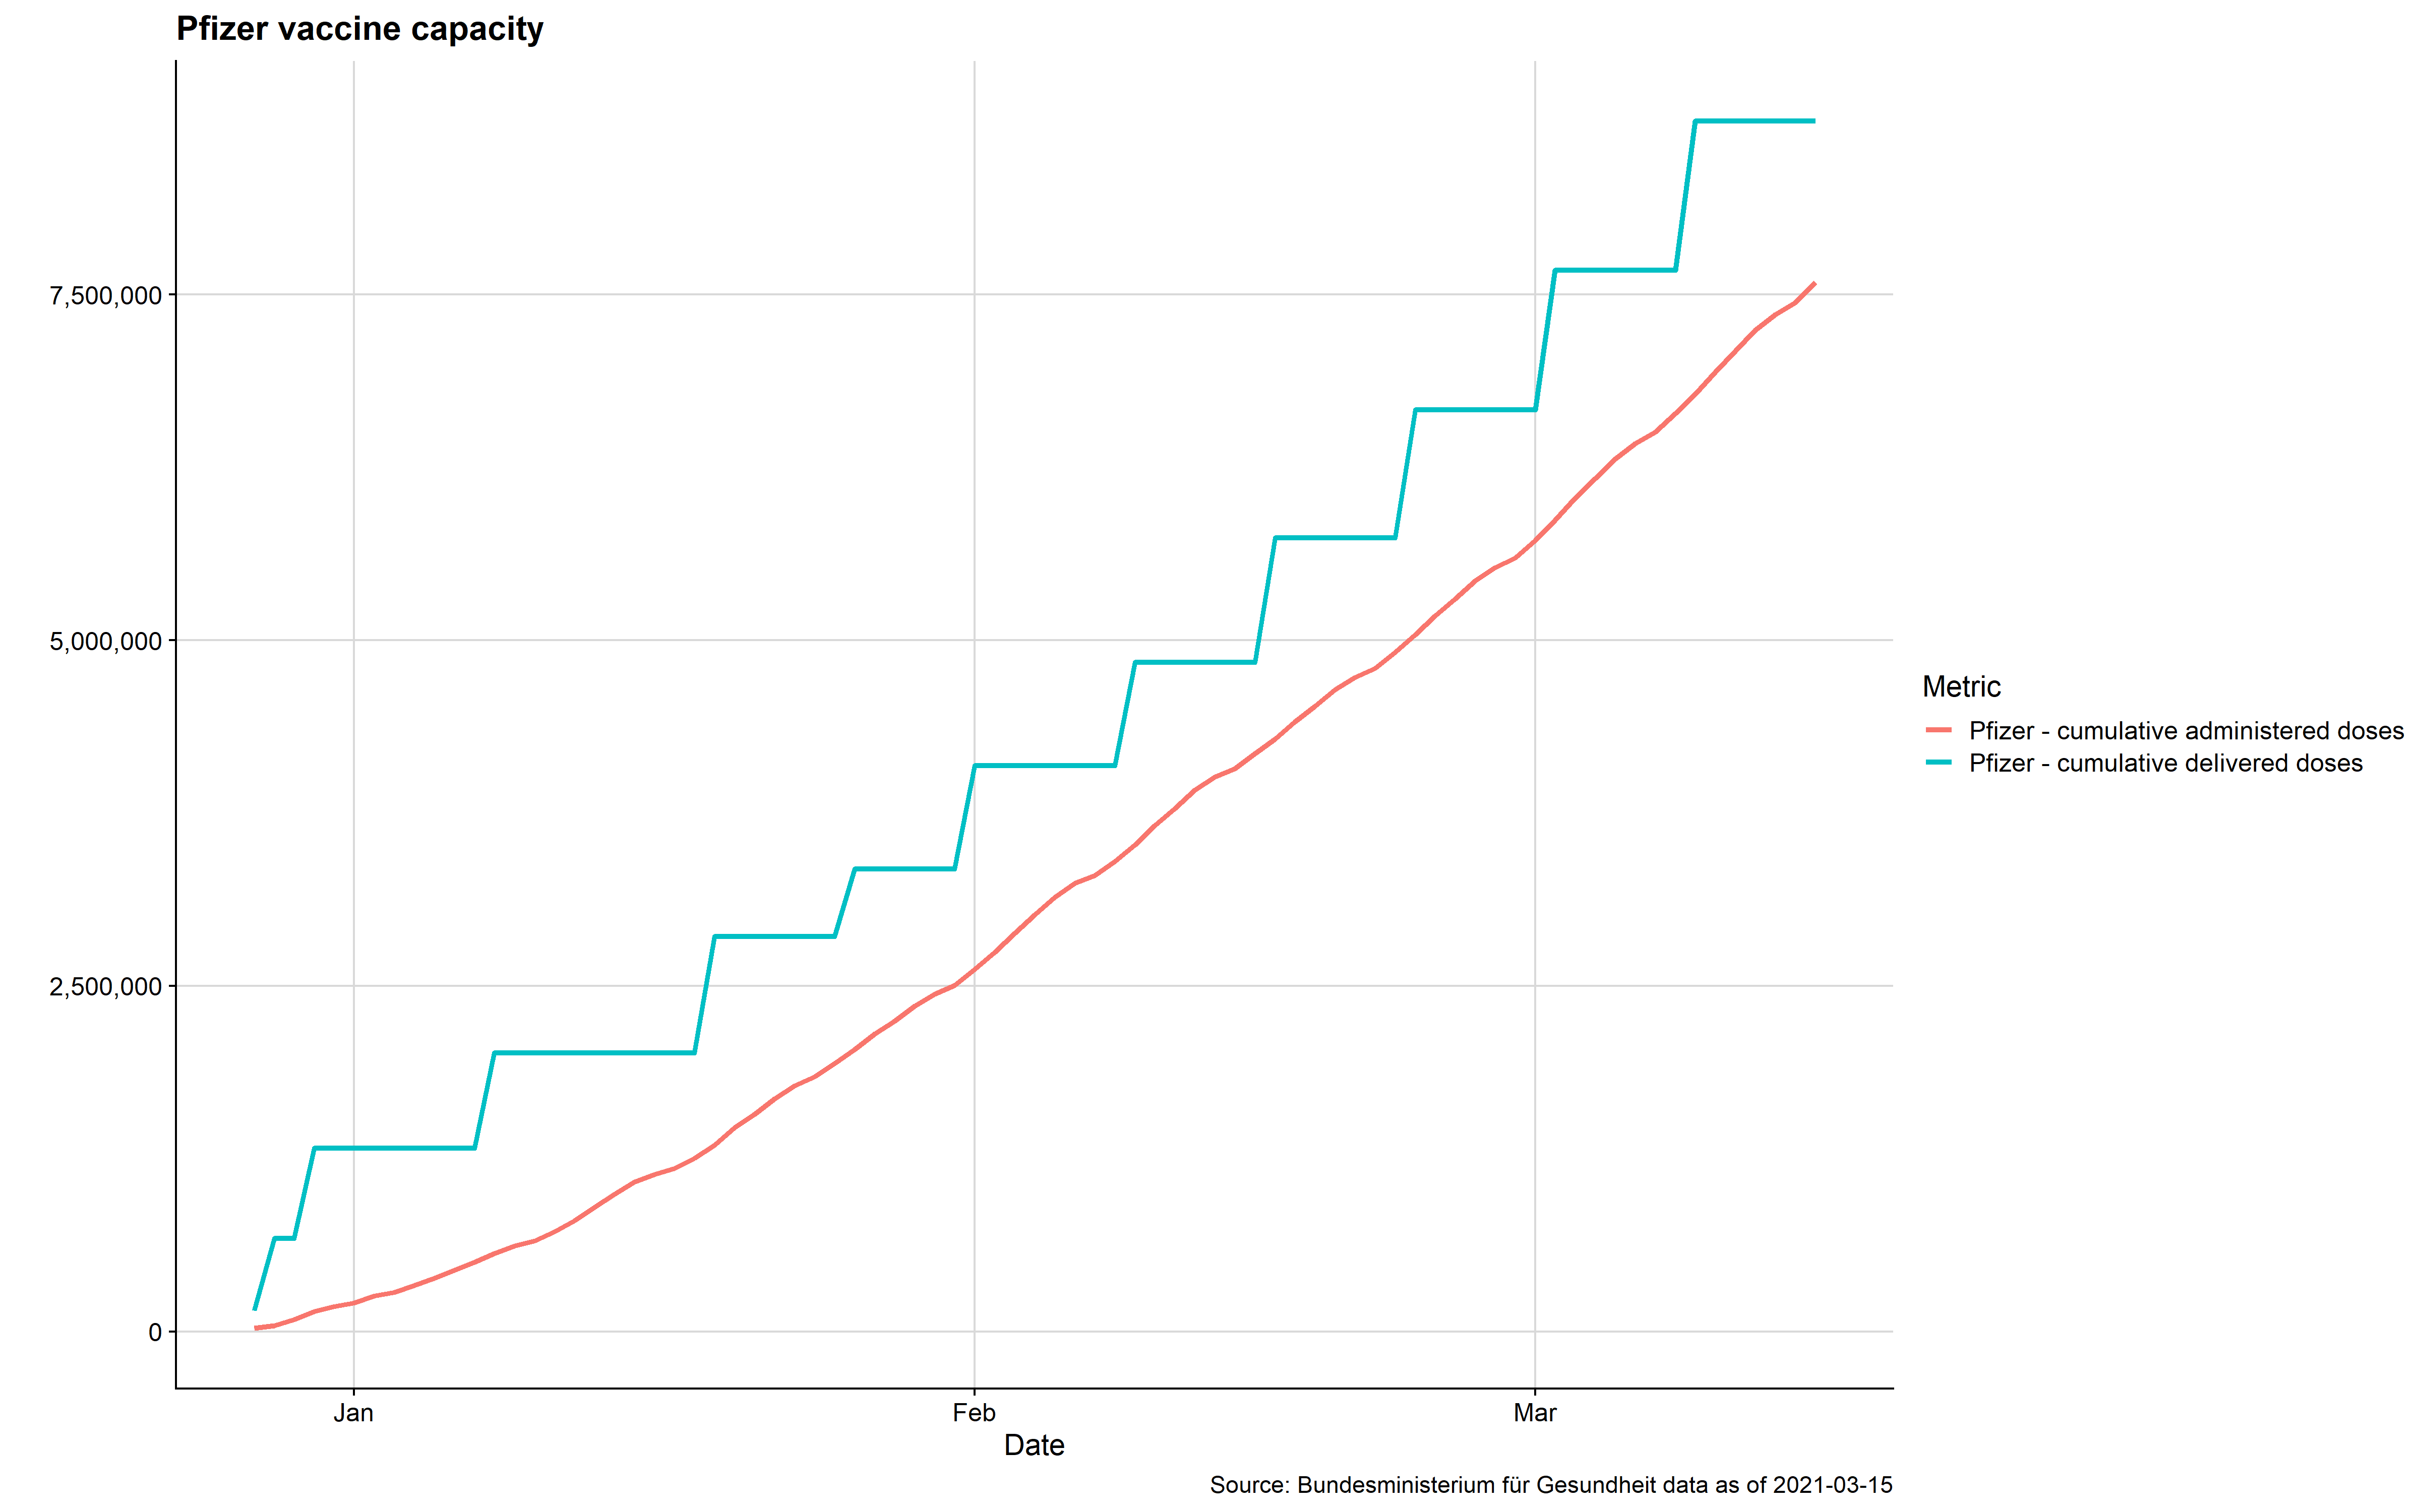 Pfizer vaccine capacity
7,500,000
5,000,000
2,500,000
0
Jan
Feb
Mar
Date
Metric
Pfizer - cumulative administered doses
Pfizer - cumulative delivered doses
Source: Bundesministerium für Gesundheit data as of 2021-03-15